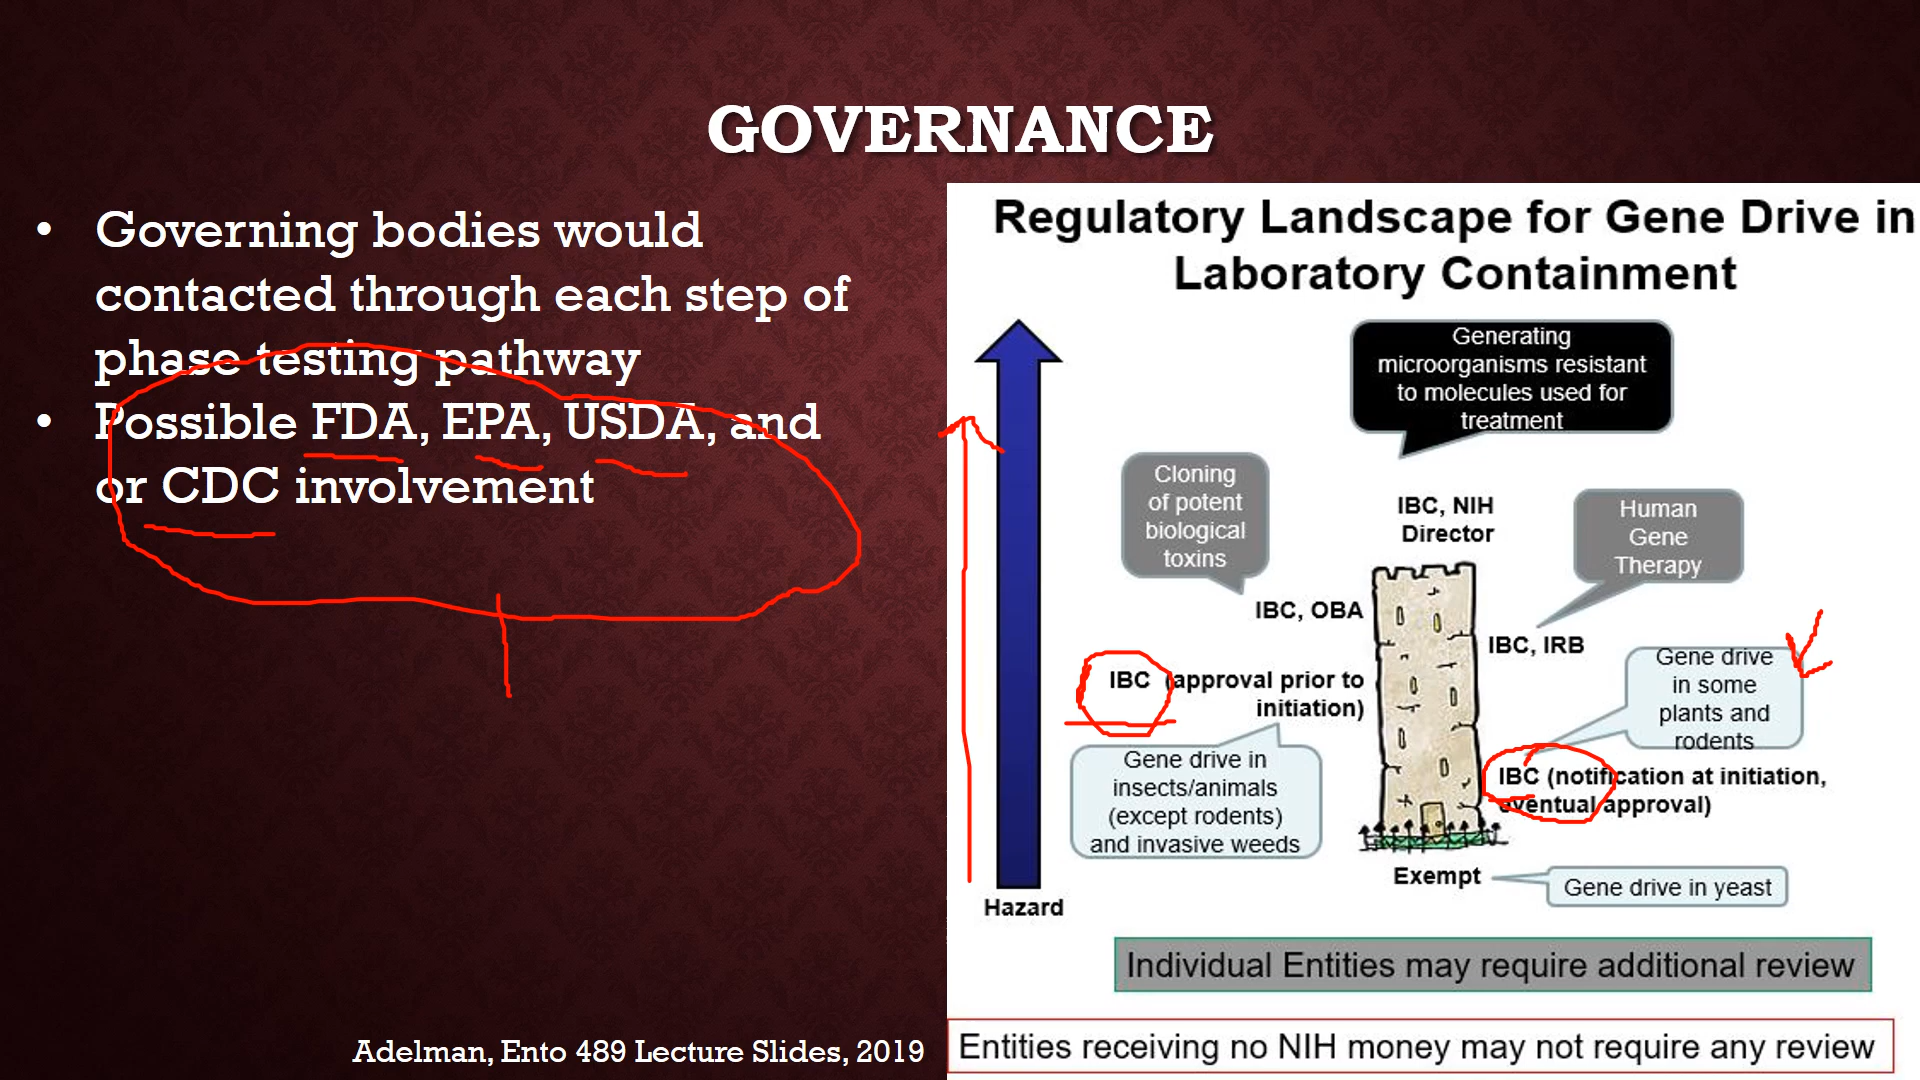 GOVERNANCE
• Governing bodies would
contacted through each step of
phase testing pathway
• Possible FDA, EPA, USDA, and
or CDC involvement
Adelman, Ento 489 Lecture Slides, 2019
Regulatory Landscape for Gene Drive in
Laboratory Containment
Generating
microorganisms resistant
to molecules used for
treatment
Cloning
of potent
biological
toxins
IBC, NIH
Director
Human
Gene
Therapy
IBC, OBA
IBC, IRB
IBC (approval prior to
initiation)
Gene drive
in some
plants and
rodents
Gene drive in
insects/animals
(except rodents)
and invasive weeds
IBC (notification at initiation,
eventual approval)
Exempt
Gene drive in yeast
Hazard
Individual Entities may require additional review
Entities receiving no NIH money may not require any review